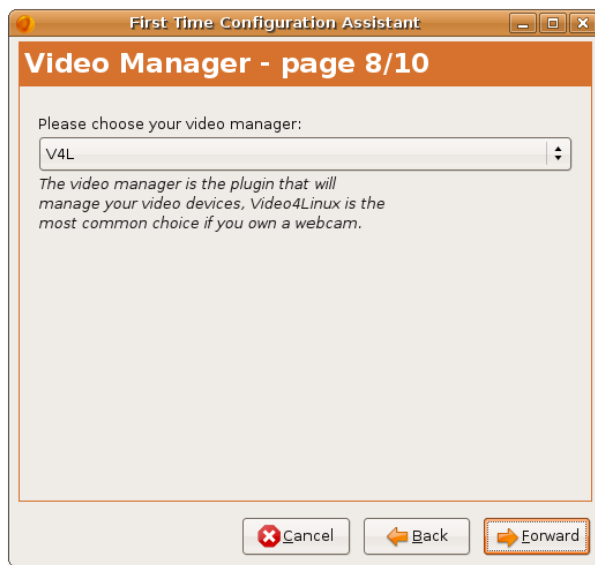 First Time Configuration Assistant
Video Manager - page 8/10
Please choose your video manager:
V4L
The video manager is the plugin that will
manage your video devices, Video4Linux is the
most common choice if you own a webcam.
Cancel
Back
Forward